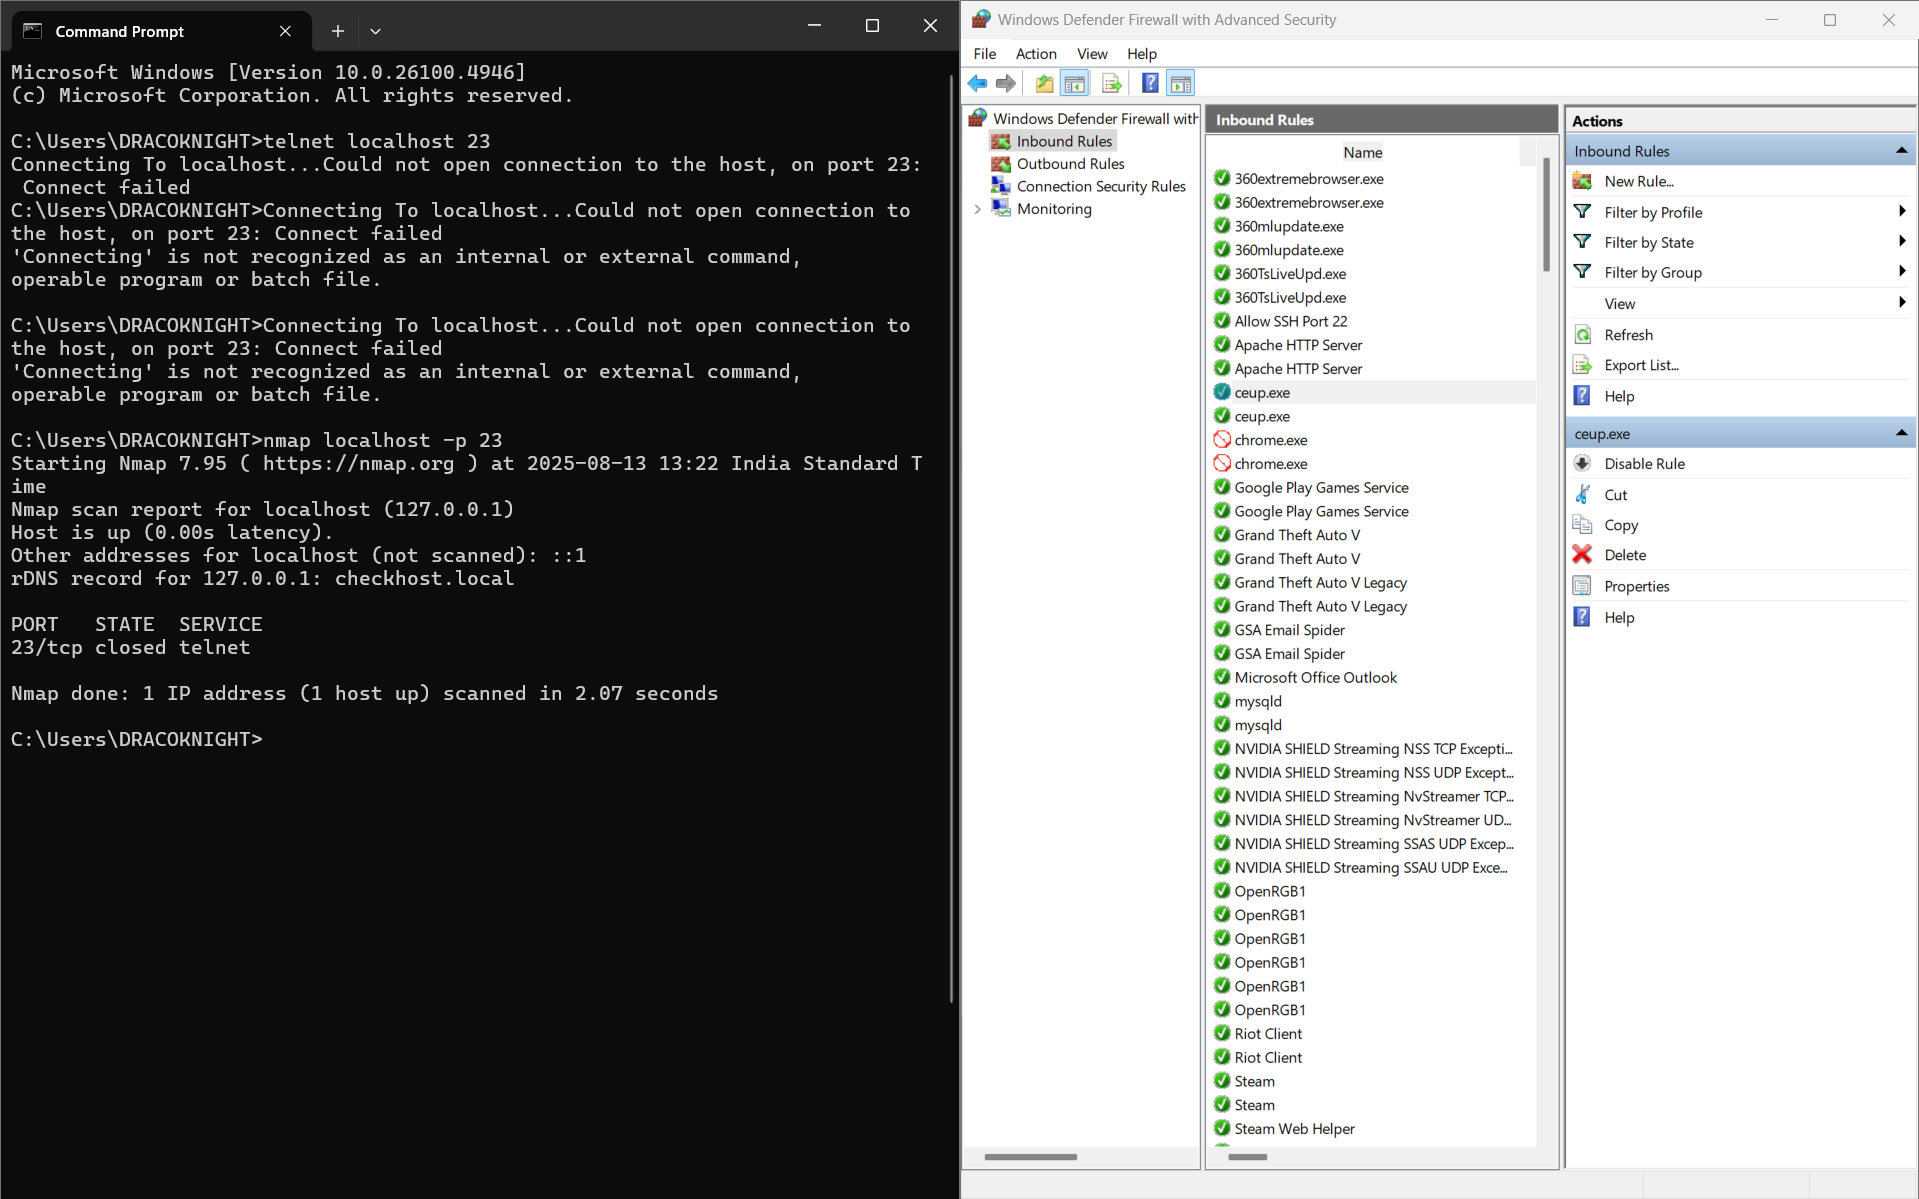 Command Prompt
Microsoft Windows [Version 10.0.26100.4946]
(c) Microsoft Corporation. All rights reserved.
C:\Users\DRACOKNIGHT>telnet localhost 23
Connecting To localhost...Could not open connection to the host, on port 23:
Connect failed
C:\Users\DRACOKNIGHT>Connecting To localhost...Could not open connection to
the host, on port 23: Connect failed
'Connecting' is not recognized as an internal or external command,
operable program or batch file.
C:\Users\DRACOKNIGHT>Connecting To localhost...Could not open connection to
the host, on port 23: Connect failed
'Connecting' is not recognized as an internal or external command,
operable program or batch file.
C:\Users\DRACOKNIGHT>nmap localhost -p 23
Starting Nmap 7.95 ( https://nmap.org ) at 2025-08-13 13:22 India Standard T
ime
Nmap scan report for localhost (127.0.0.1)
Host is up (0.00s latency).
Other addresses for localhost (not scanned): ::1
rDNS record for 127.0.0.1: checkhost.local
PORT   STATE  SERVICE
23/tcp closed telnet
Nmap done: 1 IP address (1 host up) scanned in 2.07 seconds
C:\Users\DRACOKNIGHT>
Windows Defender Firewall with Advanced Security
File Action View Help
Windows Defender Firewall with
Inbound Rules
Outbound Rules
Connection Security Rules
Monitoring
Inbound Rules
Name
360extremebrowser.exe
360extremebrowser.exe
360mlupdate.exe
360mlupdate.exe
360TsLiveUpd.exe
360TsLiveUpd.exe
Allow SSH Port 22
Apache HTTP Server
Apache HTTP Server
ceup.exe
ceup.exe
chrome.exe
chrome.exe
Google Play Games Service
Google Play Games Service
Grand Theft Auto V
Grand Theft Auto V
Grand Theft Auto V Legacy
Grand Theft Auto V Legacy
GSA Email Spider
GSA Email Spider
Microsoft Office Outlook
mysqld
mysqld
NVIDIA SHIELD Streaming NSS TCP Excepti...
NVIDIA SHIELD Streaming NSS UDP Except...
NVIDIA SHIELD Streaming NvStreamer TCP...
NVIDIA SHIELD Streaming NvStreamer UD...
NVIDIA SHIELD Streaming SSAS UDP Excep...
NVIDIA SHIELD Streaming SSAU UDP Exce...
OpenRGB1
OpenRGB1
OpenRGB1
OpenRGB1
OpenRGB1
OpenRGB1
Riot Client
Riot Client
Steam
Steam
Steam Web Helper
Actions
Inbound Rules
New Rule...
Filter by Profile
Filter by State
Filter by Group
View
Refresh
Export List...
Help
ceup.exe
Disable Rule
Cut
Copy
Delete
Properties
Help